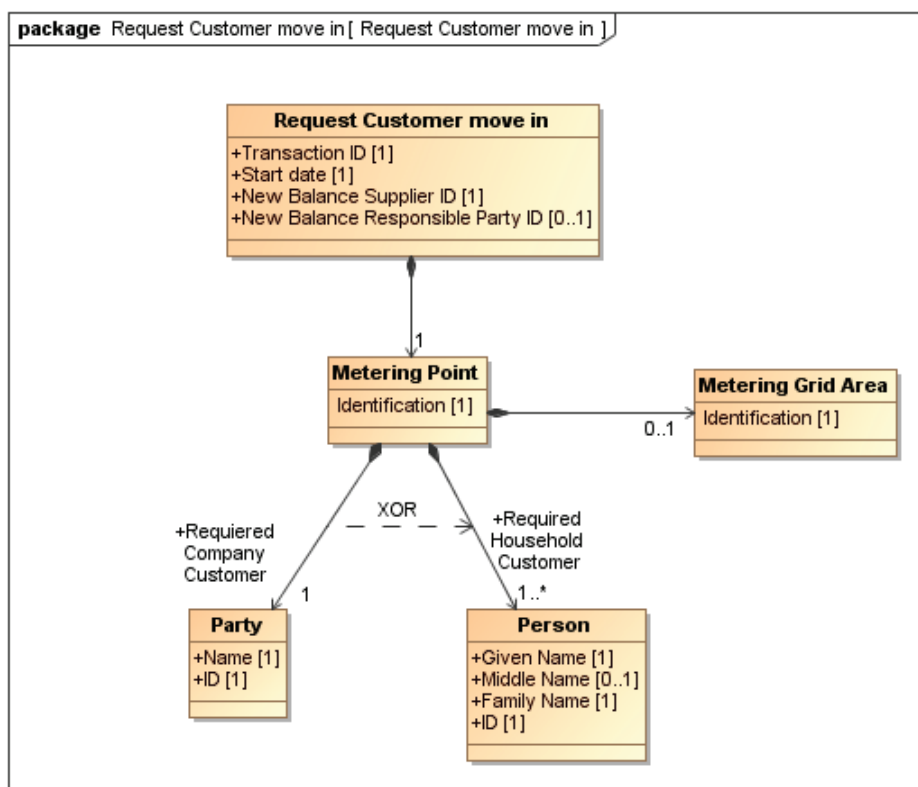 package Request Customer move in [ Request Customer move in ]
Request Customer move in
+Transaction ID [1]
+Start date [1]
+New Balance Supplier ID [1]
+New Balance Responsible Party ID [0..1]
1
Metering Point
Identification [1]
Metering Grid Area
Identification [1]
0..1
XOR
+Requiered
Company
Customer
1
+Required
Household
Customer
1..*
Party
+Name [1]
+ID [1]
Person
+Given Name [1]
+Middle Name [0..1]
+Family Name [1]
+ID [1]